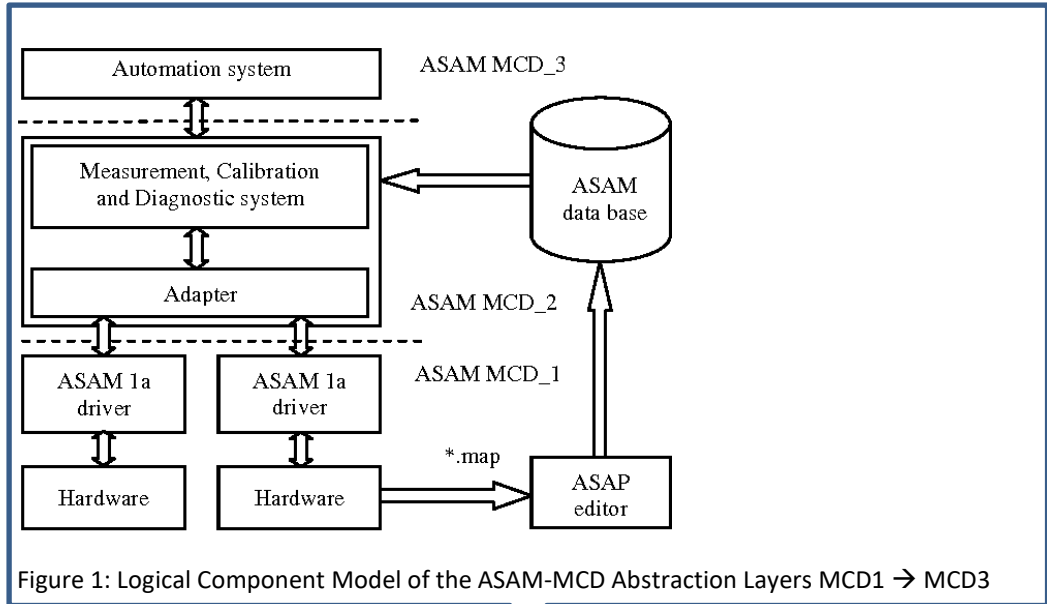 Automation system
ASAM MCD_3
Measurement, Calibration
and Diagnostic system
ASAM
data base
Adapter
ASAM MCD_2
ASAM MCD_1
ASAM 1a
driver
ASAM 1a
driver
*.map
Hardware
Hardware
ASAP
editor
Figure 1: Logical Component Model of the ASAM-MCD Abstraction Layers MCD1 → MCD3